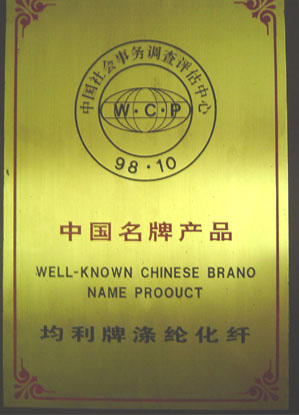 中国社会事务调查评估中心
W·C·P
98·10
中国名牌产品
WELL-KNOWN CHINESE BRANO
NAME PROOUCT
均利牌涤纶化纤